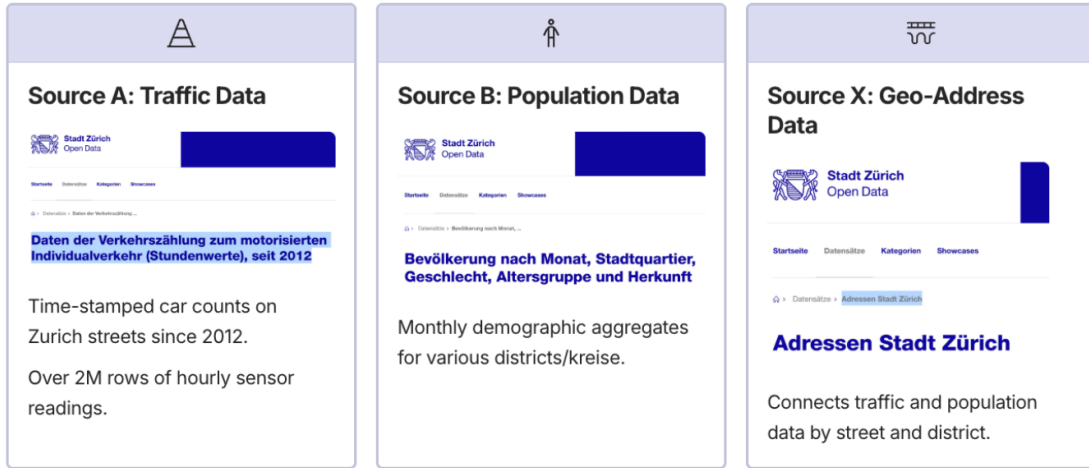 Source A: Traffic Data
Stadt Zürich
Open Data
Startseite Datensätze Kategorien Showcases
Datensätze > Daten der Verkehrszählung ...
Daten der Verkehrszählung zum motorisierten
Individualverkehr (Stundenwerte), seit 2012
Time-stamped car counts on
Zurich streets since 2012.
Over 2M rows of hourly sensor
readings.
Source B: Population Data
Stadt Zürich
Open Data
Startseite Datensätze Kategorien Showcases
Datensätze > Bevölkerung nach Monat, ...
Bevölkerung nach Monat, Stadtquartier,
Geschlecht, Altersgruppe und Herkunft
Monthly demographic aggregates
for various districts/kreise.
Source X: Geo-Address
Data
Stadt Zürich
Open Data
Startseite Datensätze Kategorien Showcases
Datensätze > Adressen Stadt Zürich
Adressen Stadt Zürich
Connects traffic and population
data by street and district.